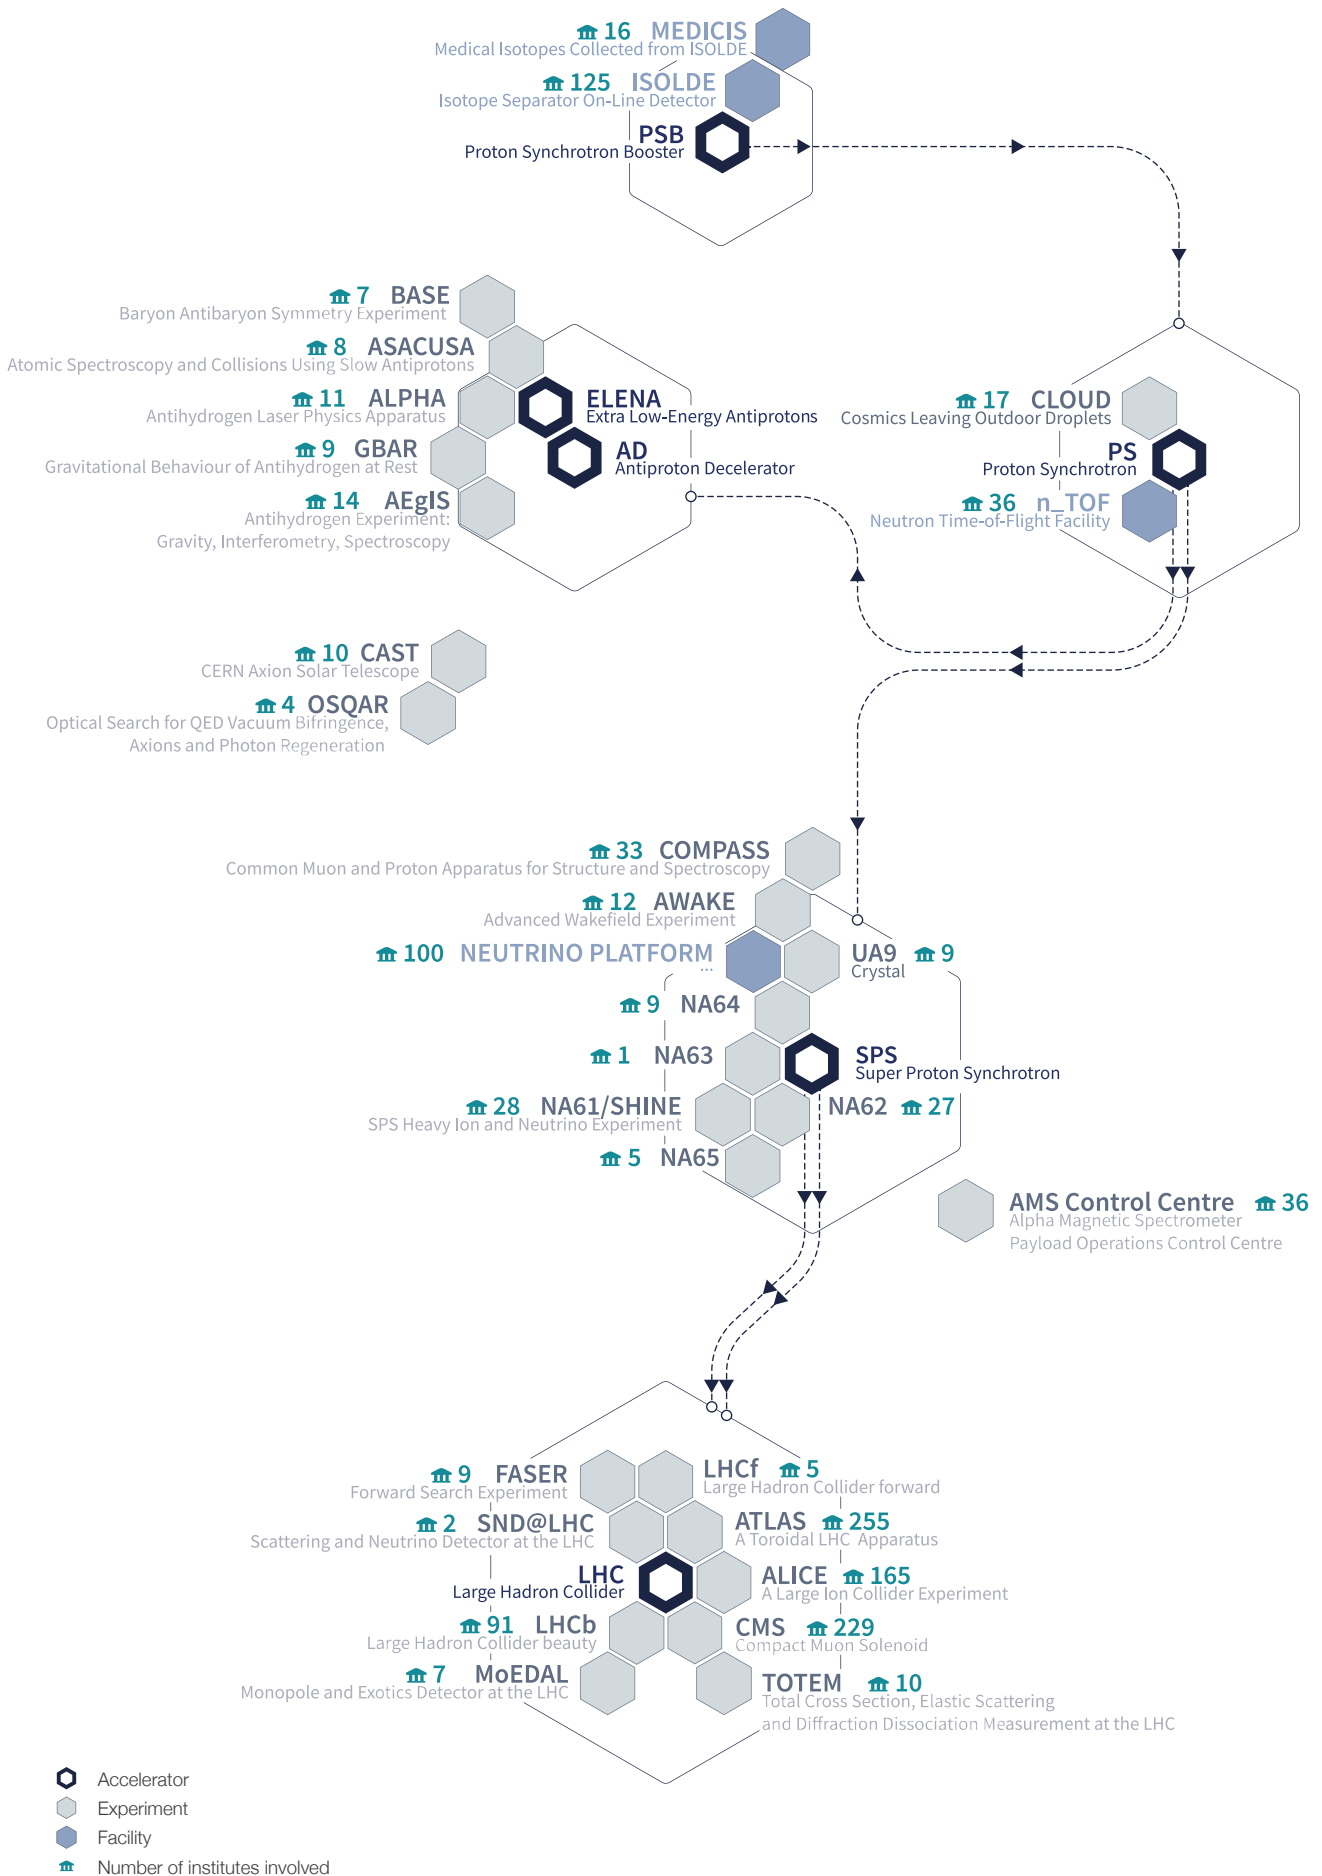 16 MEDICIS
Medical Isotopes Collected from ISOLDE
125 ISOLDE
Isotope Separator On-Line Detector
PSB
Proton Synchrotron Booster
7 BASE
Baryon Antibaryon Symmetry Experiment
8 ASACUSA
Atomic Spectroscopy and Collisions Using Slow Antiprotons
11 ALPHA
Antihydrogen Laser Physics Apparatus
9 GBAR
Gravitational Behaviour of Antihydrogen at Rest
14 AEgIS
Antihydrogen Experiment:
Gravity, Interferometry, Spectroscopy
ELENA
Extra Low-Energy Antiprotons
AD
Antiproton Decelerator
17 CLOUD
Cosmics Leaving Outdoor Droplets
PS
Proton Synchrotron
36 n_TOF
Neutron Time-of-Flight Facility
10 CAST
CERN Axion Solar Telescope
4 OSQAR
Optical Search for QED Vacuum Bifringence,
Axions and Photon Regeneration
33 COMPASS
Common Muon and Proton Apparatus for Structure and Spectroscopy
12 AWAKE
Advanced Wakefield Experiment
100 NEUTRINO PLATFORM
...
UA9 9
Crystal
9 NA64
1 NA63
SPS
Super Proton Synchrotron
28 NA61/SHINE
SPS Heavy Ion and Neutrino Experiment
NA62 27
5 NA65
AMS Control Centre 36
Alpha Magnetic Spectrometer
Payload Operations Control Centre
9 FASER
Forward Search Experiment
LHCf 5
Large Hadron Collider forward
2 SND@LHC
Scattering and Neutrino Detector at the LHC
ATLAS 255
A Toroidal LHC Apparatus
LHC
Large Hadron Collider
ALICE 165
A Large Ion Collider Experiment
91 LHCb
Large Hadron Collider beauty
CMS 229
Compact Muon Solenoid
7 MoEDAL
Monopole and Exotics Detector at the LHC
TOTEM 10
Total Cross Section, Elastic Scattering
and Diffraction Dissociation Measurement at the LHC
Accelerator
Experiment
Facility
Number of institutes involved